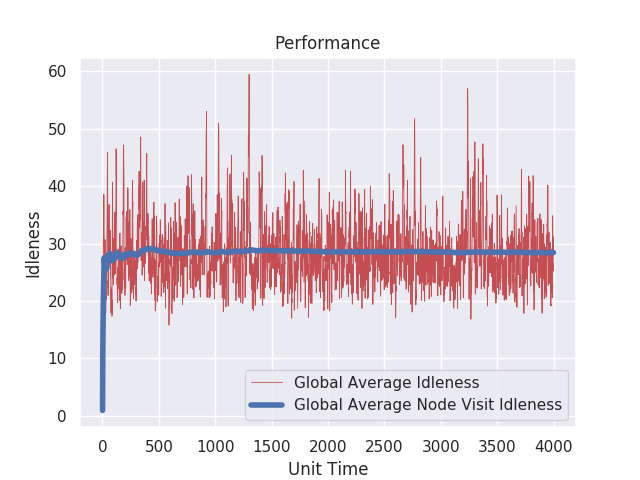 Performance
60
50
40
30
20
10
0
Idleness
0 500 1000 1500 2000 2500 3000 3500 4000
Unit Time
Global Average Idleness
Global Average Node Visit Idleness